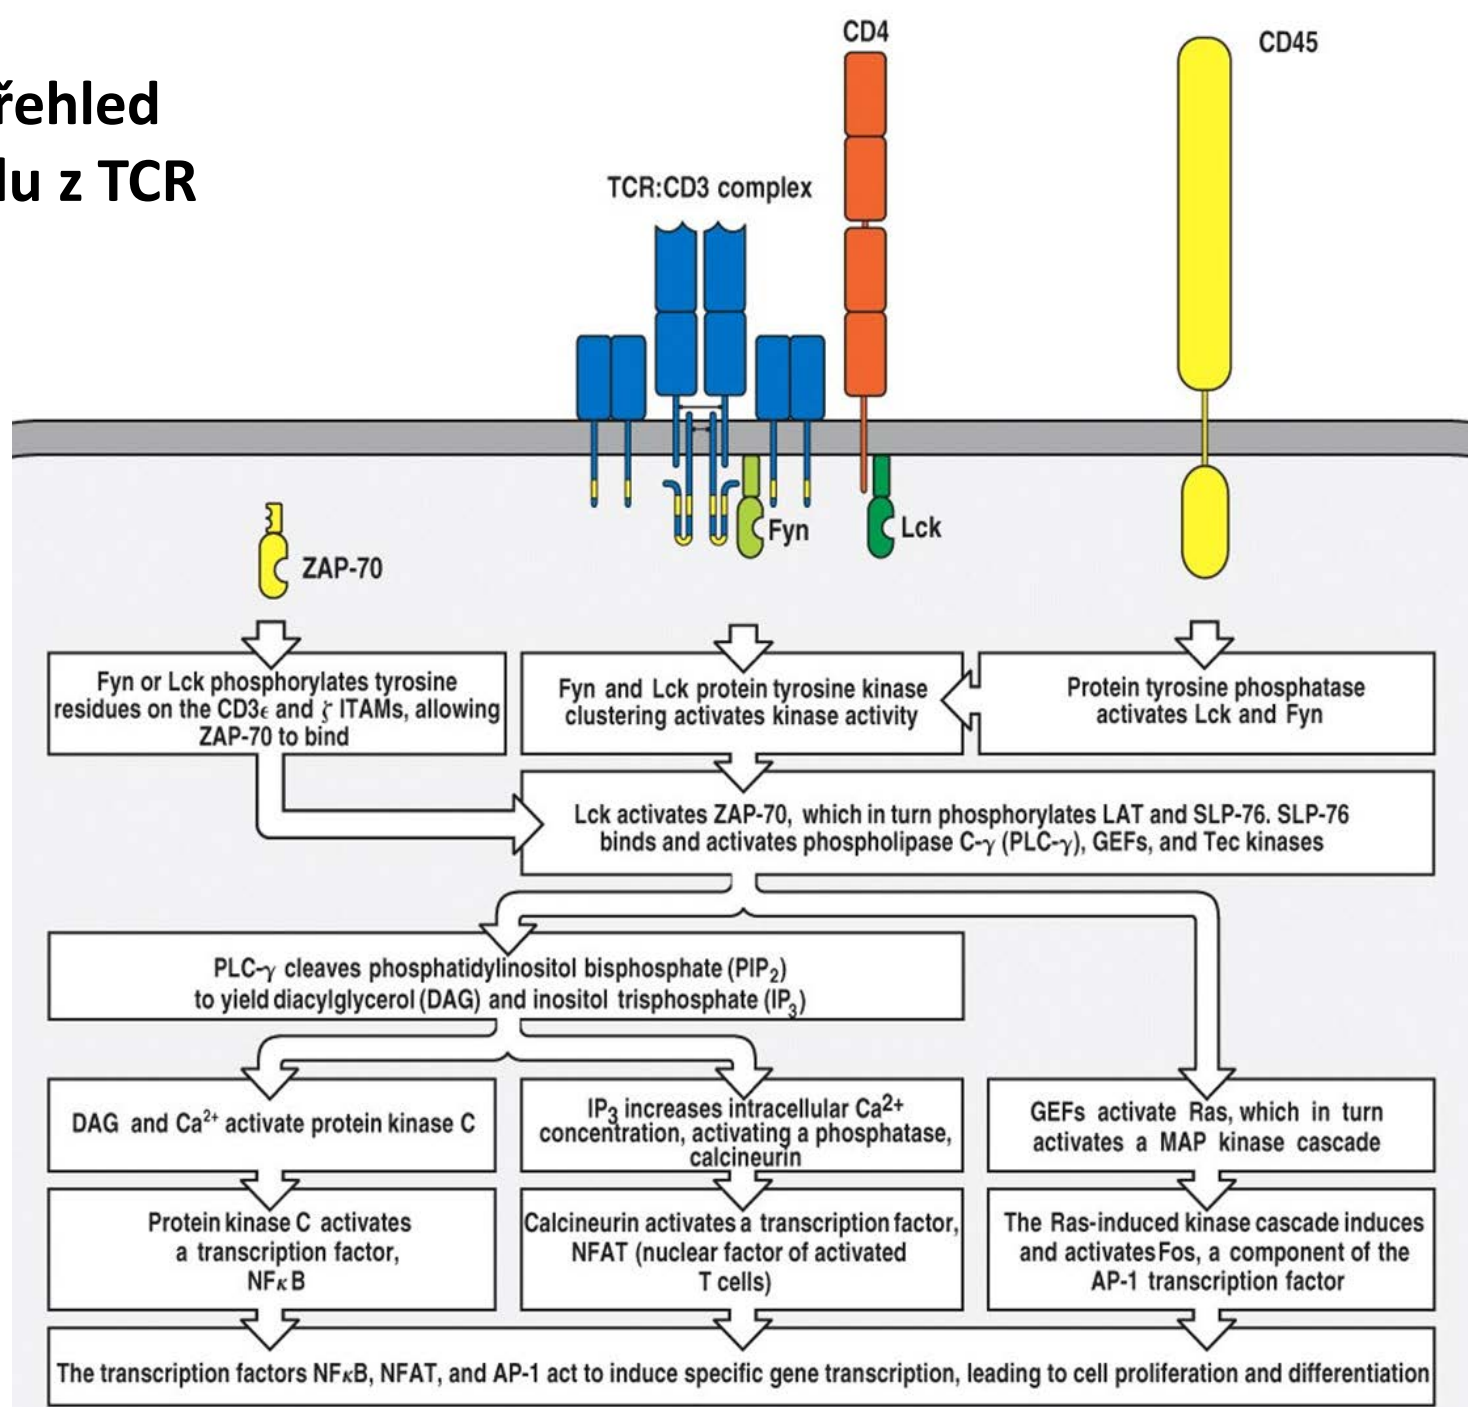 řehled
du z TCR
CD4
CD45
TCR:CD3 complex
Fyn
Lck
ZAP-70
Fyn or Lck phosphorylates tyrosine
residues on the CD3ϵ and ζ ITAMs, allowing
ZAP-70 to bind
Fyn and Lck protein tyrosine kinase
clustering activates kinase activity
Protein tyrosine phosphatase
activates Lck and Fyn
Lck activates ZAP-70, which in turn phosphorylates LAT and SLP-76. SLP-76
binds and activates phospholipase C-γ (PLC-γ), GEFs, and Tec kinases
PLC-γ cleaves phosphatidylinositol bisphosphate (PIP₂)
to yield diacylglycerol (DAG) and inositol trisphosphate (IP₃)
DAG and Ca²⁺ activate protein kinase C
IP₃ increases intracellular Ca²⁺
concentration, activating a phosphatase,
calcineurin
GEFs activate Ras, which in turn
activates a MAP kinase cascade
Protein kinase C activates
a transcription factor,
NFκB
Calcineurin activates a transcription factor,
NFAT (nuclear factor of activated
T cells)
The Ras-induced kinase cascade induces
and activates Fos, a component of the
AP-1 transcription factor
The transcription factors NFκB, NFAT, and AP-1 act to induce specific gene transcription, leading to cell proliferation and differentiation